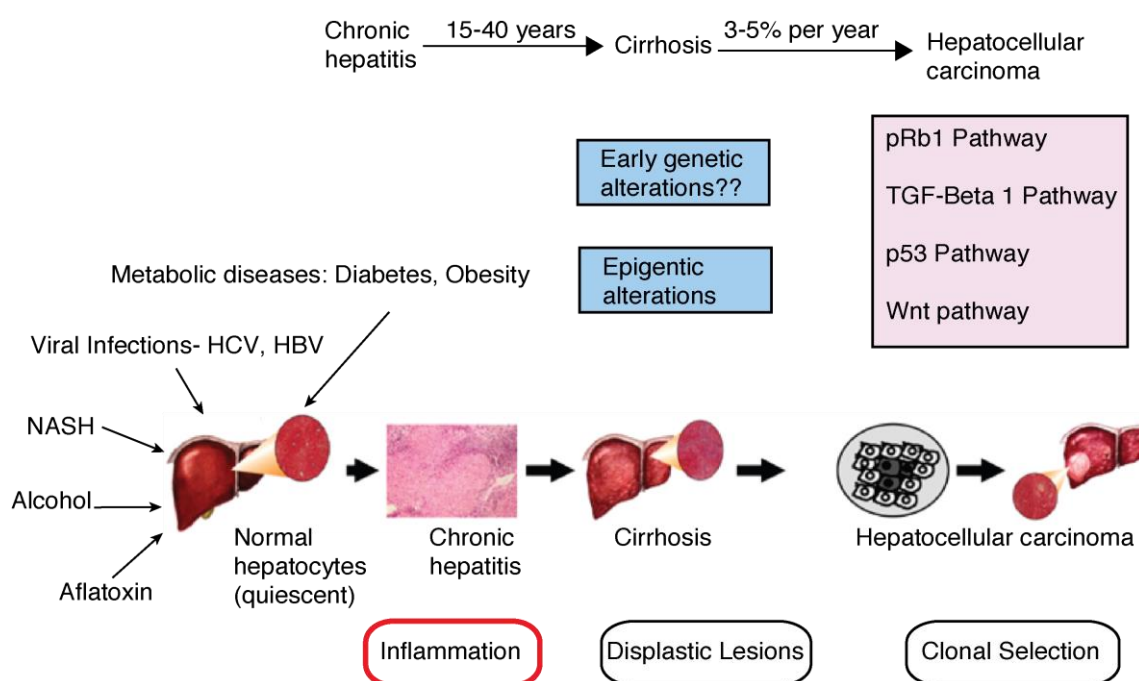 Chronic
hepatitis
15-40 years
Cirrhosis
3-5% per year
Hepatocellular
carcinoma
Early genetic
alterations??
Epigentic
alterations
pRb1 Pathway
TGF-Beta 1 Pathway
p53 Pathway
Wnt pathway
Metabolic diseases: Diabetes, Obesity
Viral Infections- HCV, HBV
NASH
Alcohol
Aflatoxin
Normal
hepatocytes
(quiescent)
Chronic
hepatitis
Cirrhosis
Hepatocellular carcinoma
Inflammation
Displastic Lesions
Clonal Selection